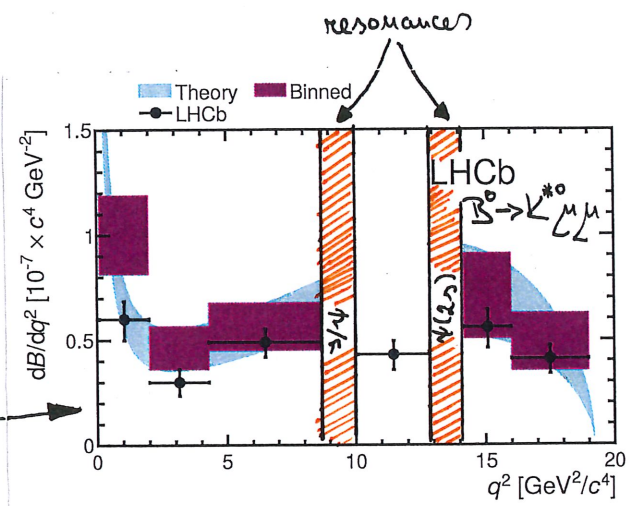 resonances
Theory Binned
LHCb
LHCb
B⁰→K*⁰μμ
J/ψ
ψ(2s)
dB/dq² [10⁻⁷ × c⁴ GeV⁻²]
1.5
1
0.5
0
0 5 10 15 20
q² [GeV²/c⁴]